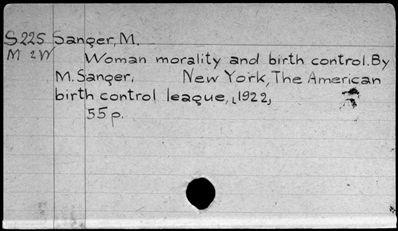 S225 Sanger, M.
M 2W Woman morality and birth control. By
M. Sanger. New York, The American
birth control league, [1922]
55 p.